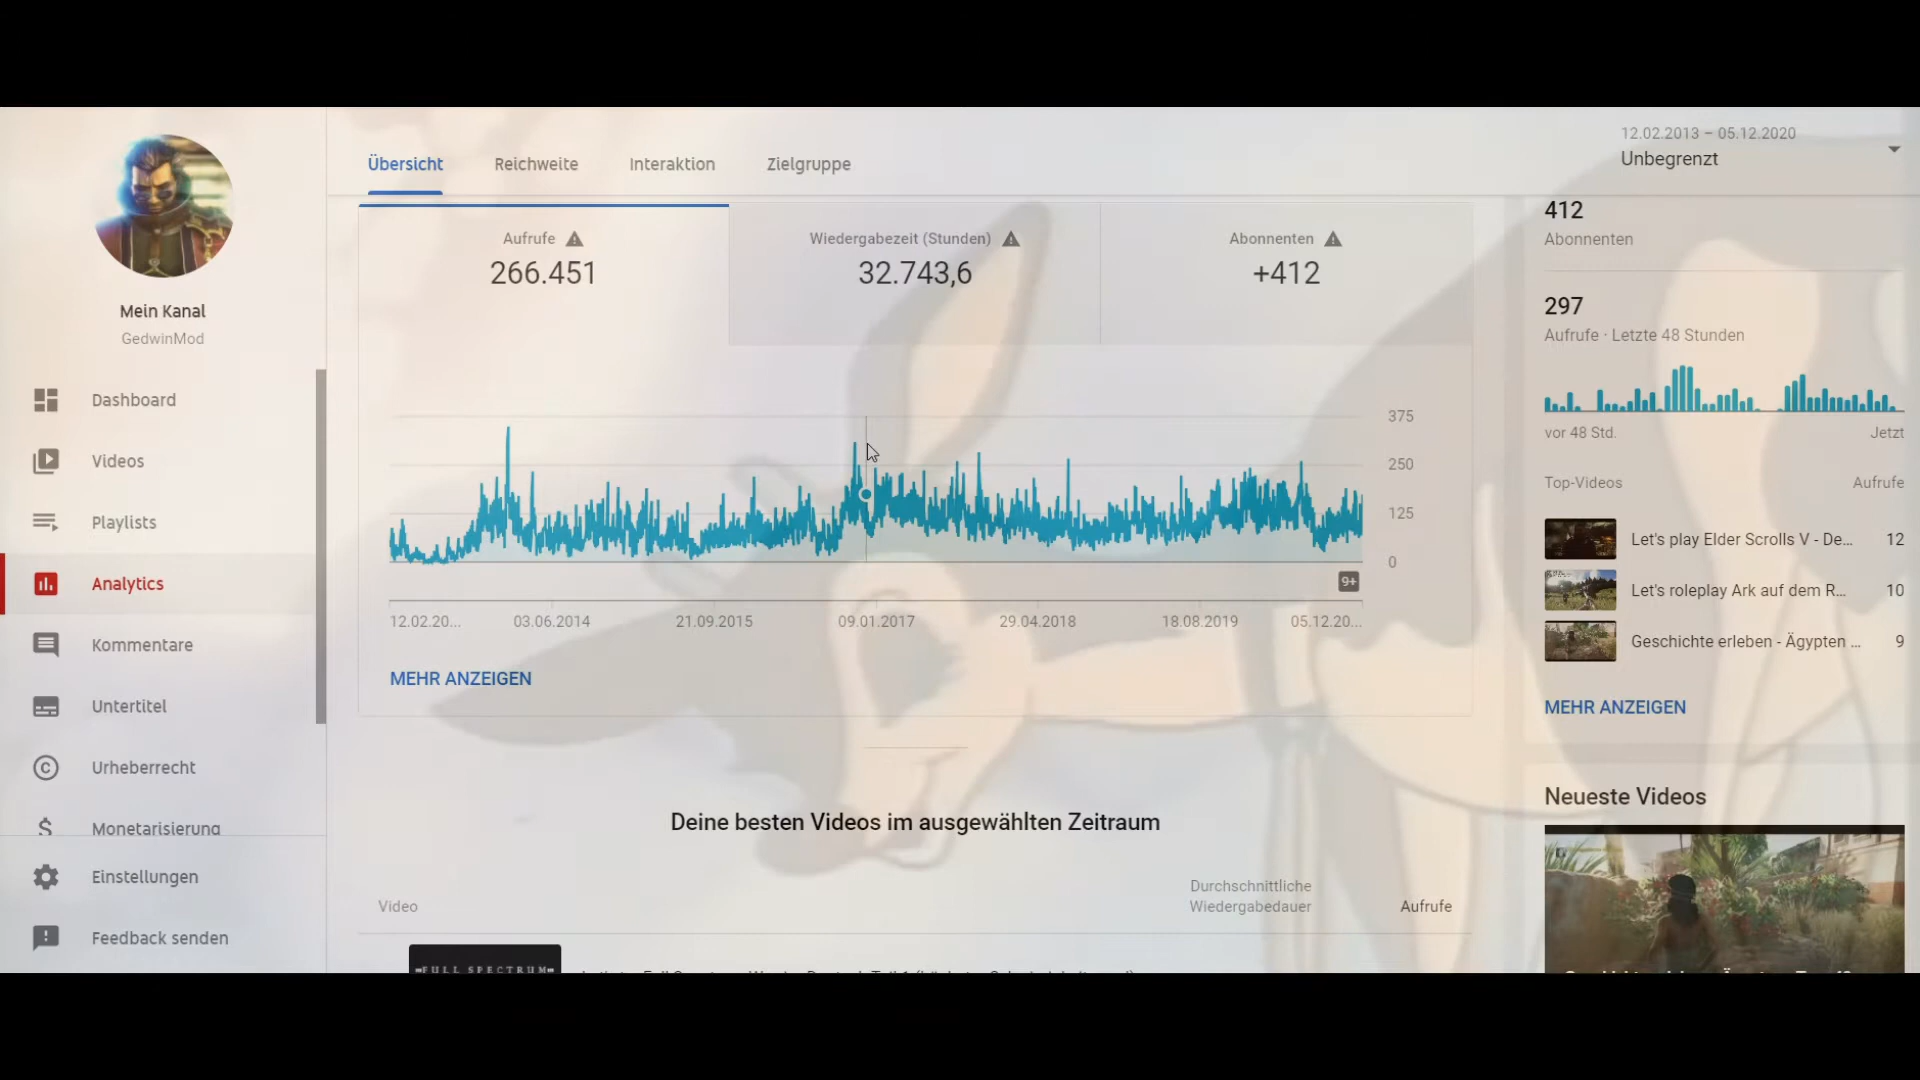 12.02.2013 – 05.12.2020
Unbegrenzt
Übersicht
Reichweite
Interaktion
Zielgruppe
Mein Kanal
GedwinMod
Dashboard
Videos
Playlists
Analytics
Kommentare
Untertitel
Urheberrecht
Monetarisierung
Einstellungen
Feedback senden
Aufrufe
266.451
Wiedergabezeit (Stunden)
32.743,6
Abonnenten
+412
375
250
125
0
9+
12.02.20...
03.06.2014
21.09.2015
09.01.2017
29.04.2018
18.08.2019
05.12.20...
MEHR ANZEIGEN
Deine besten Videos im ausgewählten Zeitraum
Video
Durchschnittliche
Wiedergabedauer
Aufrufe
FULL SPECTRUM
412
Abonnenten
297
Aufrufe · Letzte 48 Stunden
vor 48 Std.
Jetzt
Top-Videos
Aufrufe
Let's play Elder Scrolls V - De...
12
Let's roleplay Ark auf dem R...
10
Geschichte erleben - Ägypten ...
9
MEHR ANZEIGEN
Neueste Videos